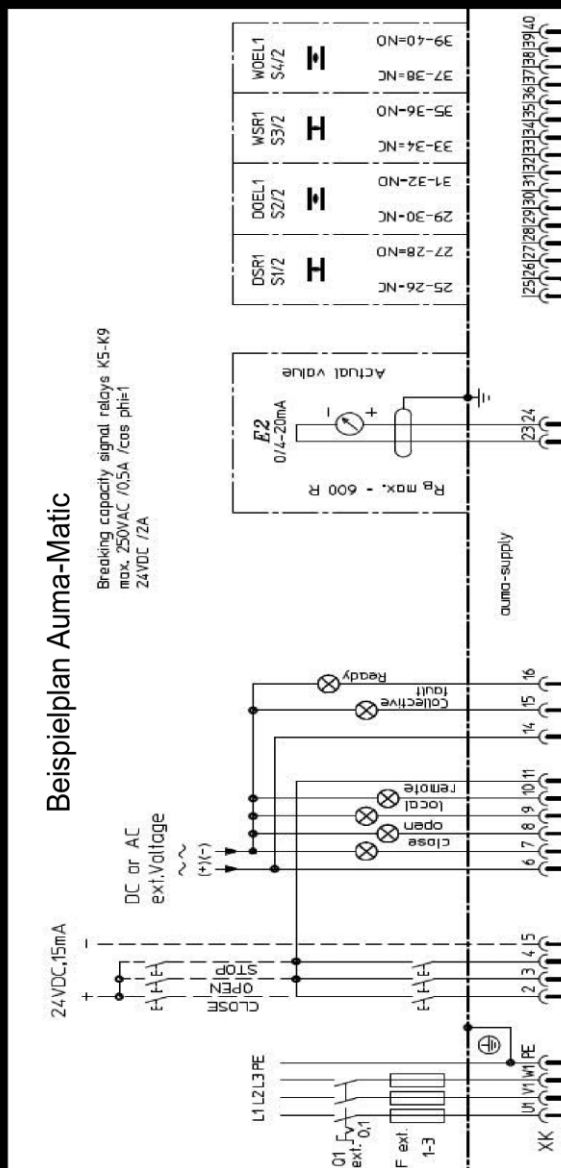 WOEL1
S4/2
39-40=NO
37-38=NC
WSR1
S3/2
35-36=NO
33-34=NC
DOEL1
S2/2
31-32=NO
29-30=NC
DSR1
S1/2
27-28=NO
25-26=NC
25|26|27|28|29|30|31|32|33|34|35|36|37|38|39|40
Beispielplan Auma-Matic
Breaking capacity signal relays K5-K9
max. 250VAC /0,5A /cos phi=1
24VDC /2A
Actual value
E2
0/4-20mA
- +
RB max. - 600 R
23 24
auma-supply
DC or AC
ext.Voltage
~ ~
(+)(-)
Ready
Collective
fault
remote
local
open
close
6 7 8 9 10 11 14 15 16
24VDC,15mA
+ -
STOP
OPEN
CLOSE
2 3 4 5
L1 L2 L3 PE
Q1
ext. 0,1
F ext.
1-3
U1 V1 W1 PE
XK